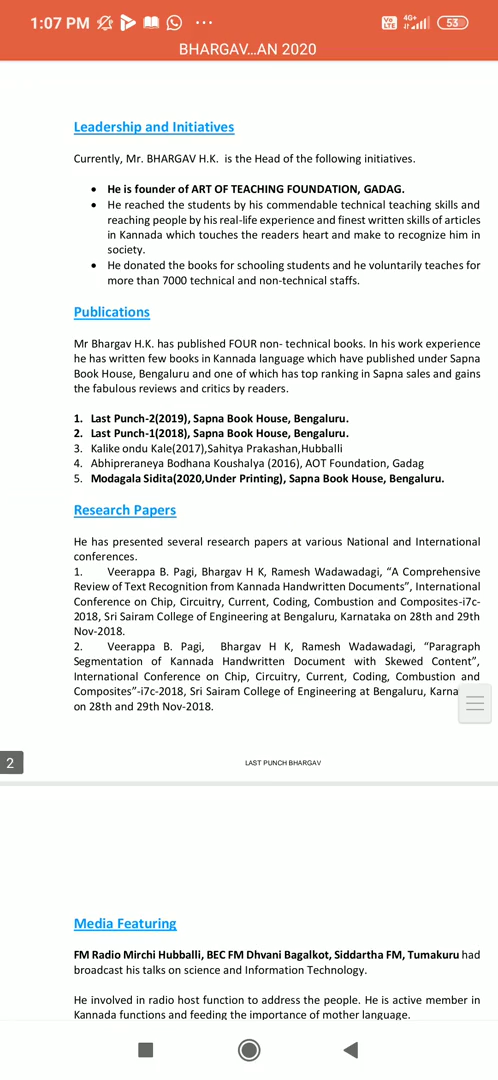 1:07 PM ...
Vo LTE 4G+ 53
BHARGAV...AN 2020
Leadership and Initiatives
Currently, Mr. BHARGAV H.K. is the Head of the following initiatives.
• He is founder of ART OF TEACHING FOUNDATION, GADAG.
• He reached the students by his commendable technical teaching skills and
reaching people by his real-life experience and finest written skills of articles
in Kannada which touches the readers heart and make to recognize him in
society.
• He donated the books for schooling students and he voluntarily teaches for
more than 7000 technical and non-technical staffs.
Publications
Mr Bhargav H.K. has published FOUR non- technical books. In his work experience
he has written few books in Kannada language which have published under Sapna
Book House, Bengaluru and one of which has top ranking in Sapna sales and gains
the fabulous reviews and critics by readers.
1. Last Punch-2(2019), Sapna Book House, Bengaluru.
2. Last Punch-1(2018), Sapna Book House, Bengaluru.
3. Kalike ondu Kale(2017),Sahitya Prakashan,Hubballi
4. Abhipreraneya Bodhana Koushalya (2016), AOT Foundation, Gadag
5. Modagala Sidita(2020,Under Printing), Sapna Book House, Bengaluru.
Research Papers
He has presented several research papers at various National and International
conferences.
1. Veerappa B. Pagi, Bhargav H K, Ramesh Wadawadagi, “A Comprehensive
Review of Text Recognition from Kannada Handwritten Documents”, International
Conference on Chip, Circuitry, Current, Coding, Combustion and Composites-i7c-
2018, Sri Sairam College of Engineering at Bengaluru, Karnataka on 28th and 29th
Nov-2018.
2. Veerappa B. Pagi, Bhargav H K, Ramesh Wadawadagi, “Paragraph
Segmentation of Kannada Handwritten Document with Skewed Content”,
International Conference on Chip, Circuitry, Current, Coding, Combustion and
Composites”-i7c-2018, Sri Sairam College of Engineering at Bengaluru, Karna
on 28th and 29th Nov-2018.
2
LAST PUNCH BHARGAV
Media Featuring
FM Radio Mirchi Hubballi, BEC FM Dhvani Bagalkot, Siddartha FM, Tumakuru had
broadcast his talks on science and Information Technology.
He involved in radio host function to address the people. He is active member in
Kannada functions and feeding the importance of mother language.